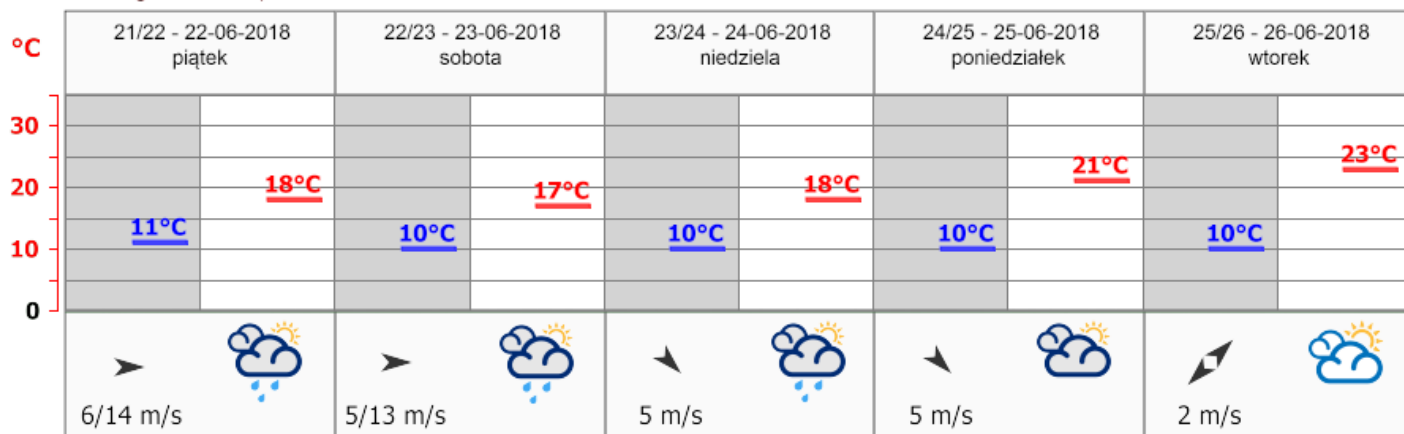 °C
21/22 - 22-06-2018
piątek
22/23 - 23-06-2018
sobota
23/24 - 24-06-2018
niedziela
24/25 - 25-06-2018
poniedziałek
25/26 - 26-06-2018
wtorek
30
20
10
0
11°C
18°C
10°C
17°C
10°C
18°C
10°C
21°C
10°C
23°C
6/14 m/s
5/13 m/s
5 m/s
5 m/s
2 m/s